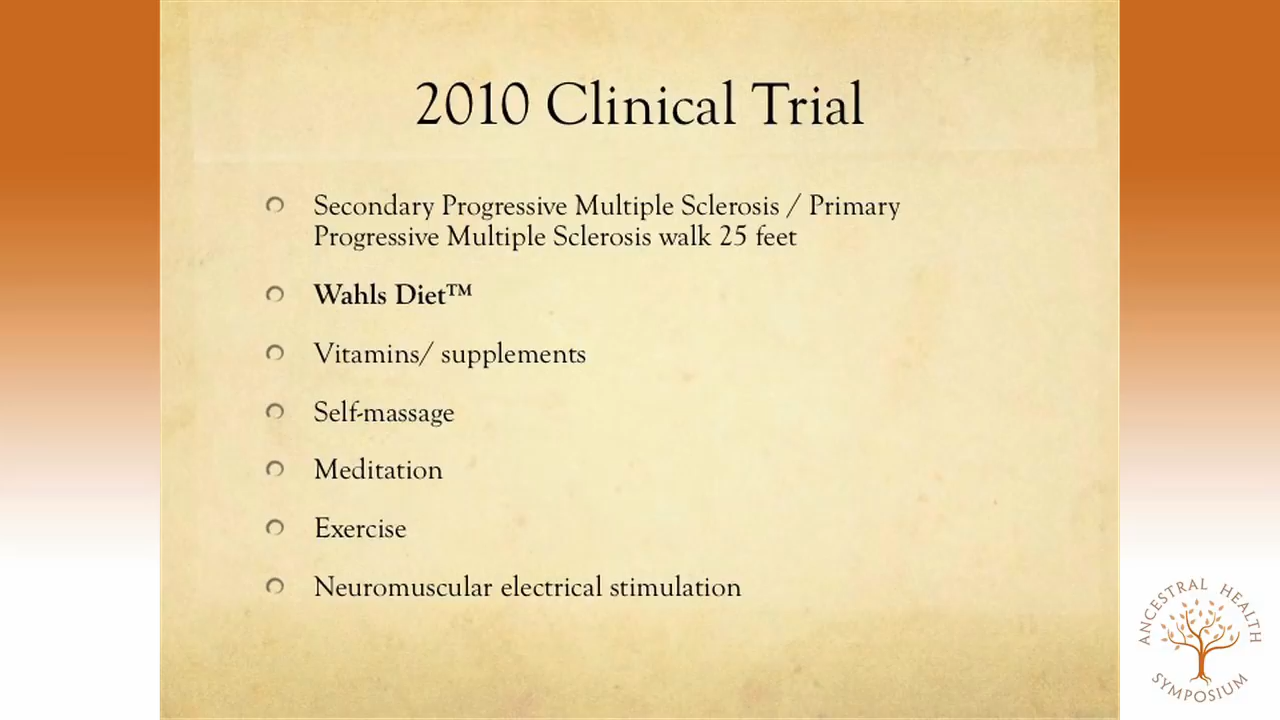 2010 Clinical Trial
Secondary Progressive Multiple Sclerosis / Primary
Progressive Multiple Sclerosis walk 25 feet
Wahls Diet™
Vitamins/ supplements
Self-massage
Meditation
Exercise
Neuromuscular electrical stimulation
ANCESTRAL HEALTH
SYMPOSIUM